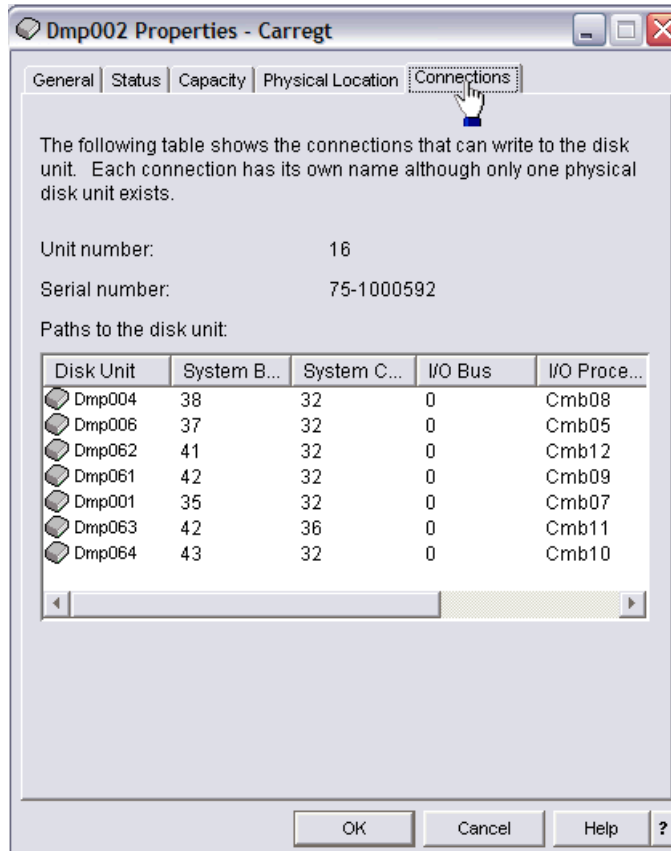 Dmp002 Properties - Carregt
General Status Capacity Physical Location Connections
The following table shows the connections that can write to the disk
unit. Each connection has its own name although only one physical
disk unit exists.
Unit number: 16
Serial number: 75-1000592
Paths to the disk unit:
Disk Unit System B... System C... I/O Bus I/O Proce...
Dmp004 38 32 0 Cmb08
Dmp006 37 32 0 Cmb05
Dmp062 41 32 0 Cmb12
Dmp061 42 32 0 Cmb09
Dmp001 35 32 0 Cmb07
Dmp063 42 36 0 Cmb11
Dmp064 43 32 0 Cmb10
OK Cancel Help ?